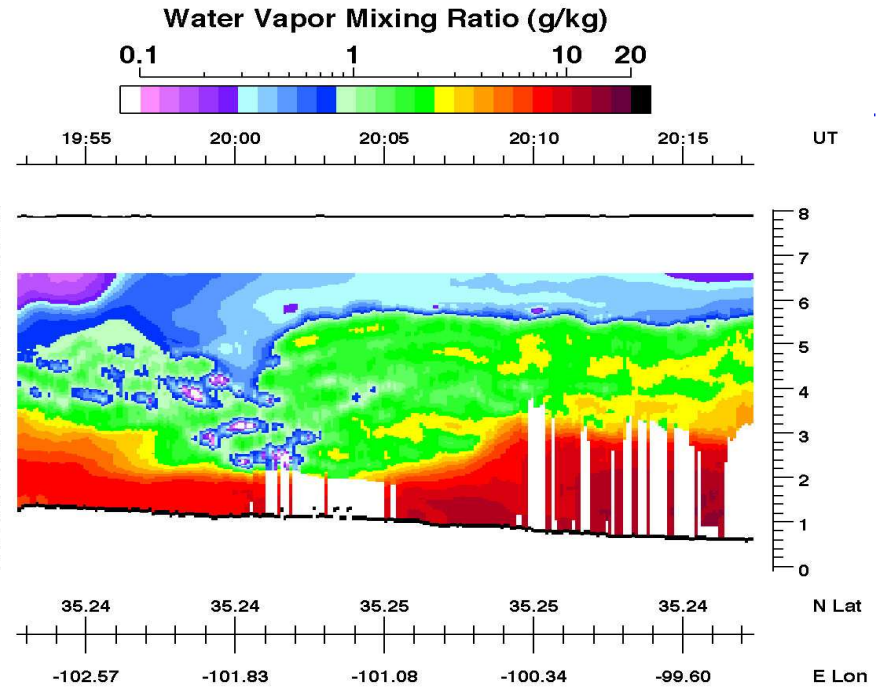 Water Vapor Mixing Ratio (g/kg)
0.1 1 10 20
19:55 20:00 20:05 20:10 20:15 UT
8
7
6
5
4
3
2
1
0
35.24 35.24 35.25 35.25 35.24 N Lat
-102.57 -101.83 -101.08 -100.34 -99.60 E Lon